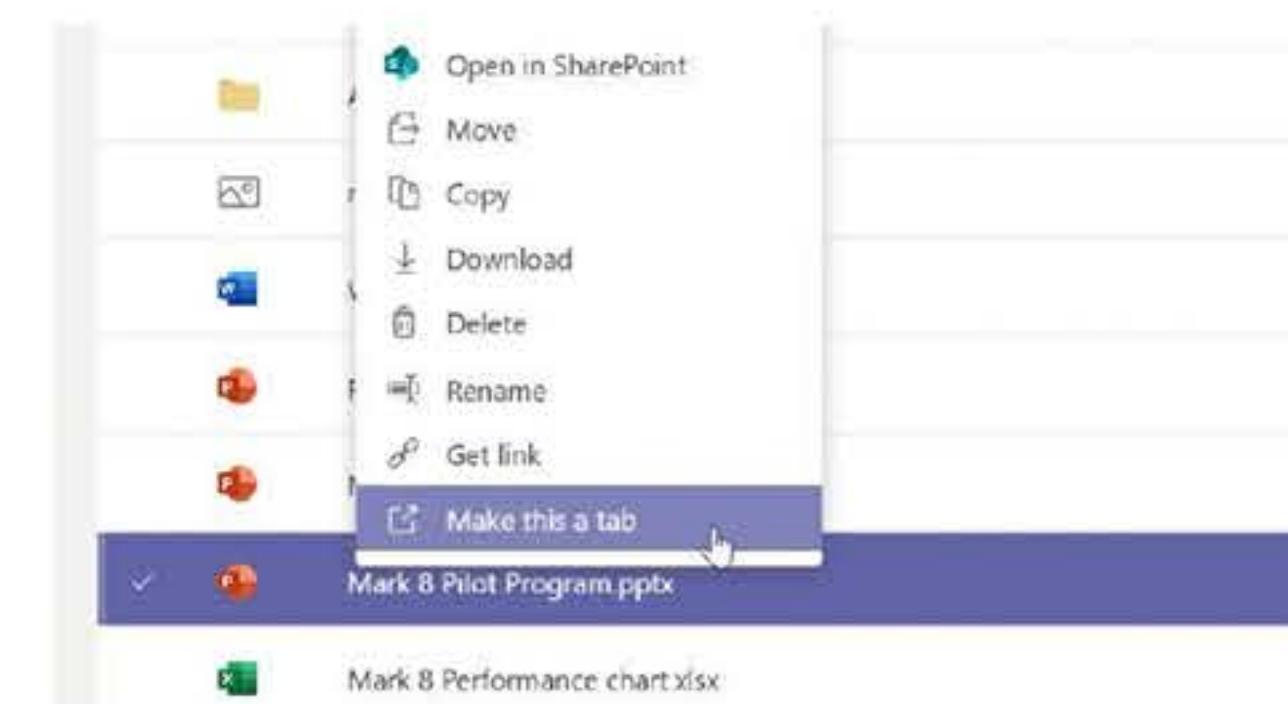 Open in SharePoint
Move
Copy
Download
Delete
Rename
Get link
Make this a tab
Mark 8 Pilot Program.pptx
Mark 8 Performance chart.xlsx